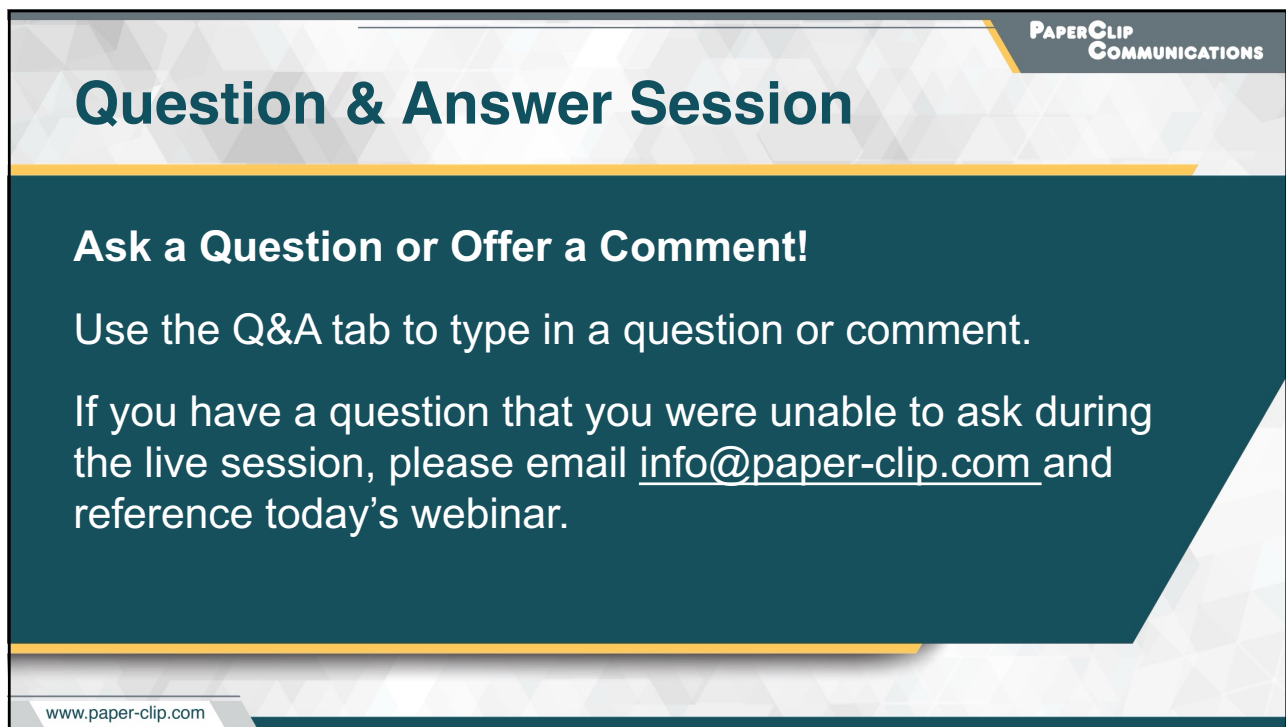 PAPERCLIP
COMMUNICATIONS
Question & Answer Session
Ask a Question or Offer a Comment!
Use the Q&A tab to type in a question or comment.
If you have a question that you were unable to ask during
the live session, please email info@paper-clip.com and
reference today’s webinar.
www.paper-clip.com